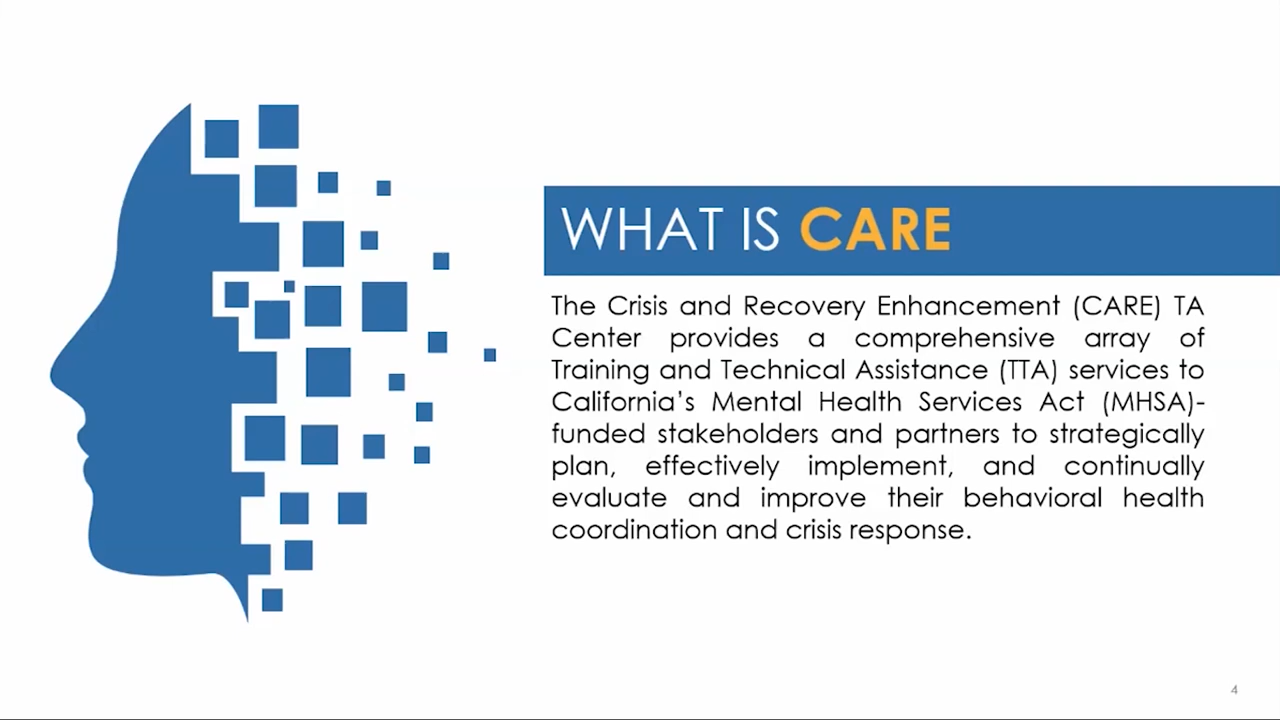 WHAT IS CARE
The Crisis and Recovery Enhancement (CARE) TA
Center provides a comprehensive array of
Training and Technical Assistance (TTA) services to
California’s Mental Health Services Act (MHSA)-
funded stakeholders and partners to strategically
plan, effectively implement, and continually
evaluate and improve their behavioral health
coordination and crisis response.
4